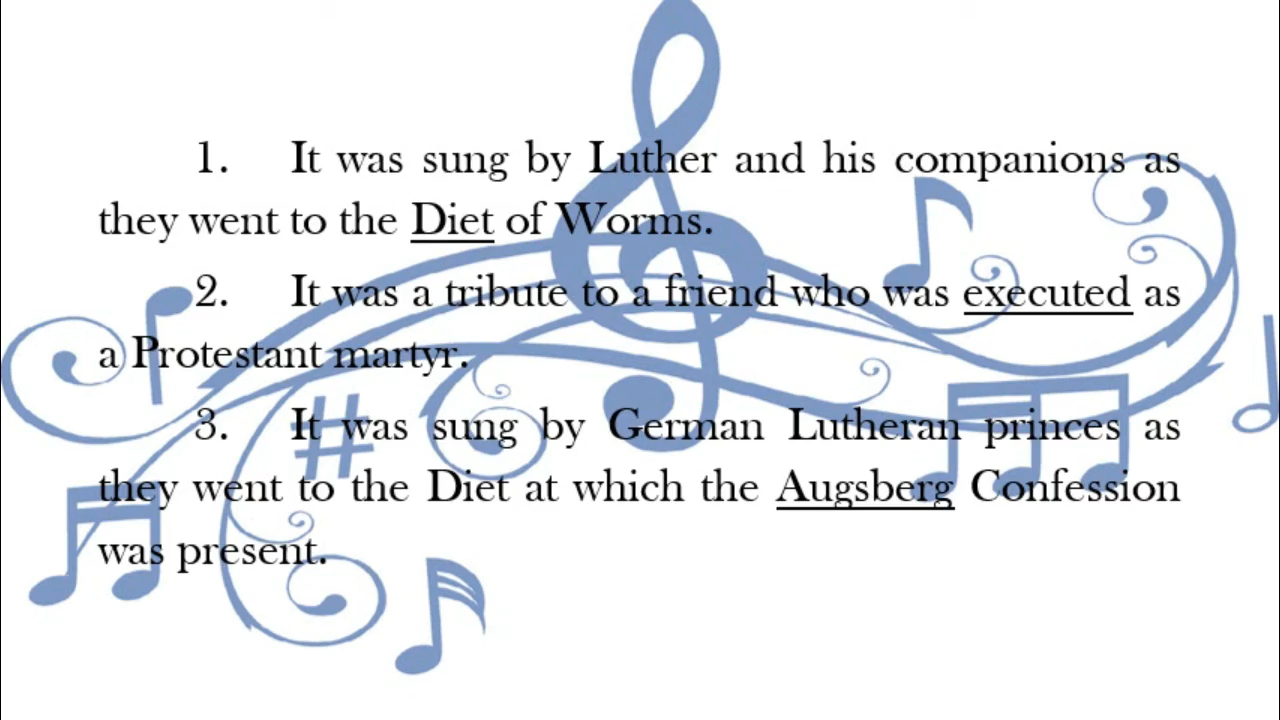 1. It was sung by Luther and his companions as
they went to the Diet of Worms.
2. It was a tribute to a friend who was executed as
a Protestant martyr.
3. It was sung by German Lutheran princes as
they went to the Diet at which the Augsberg Confession
was present.